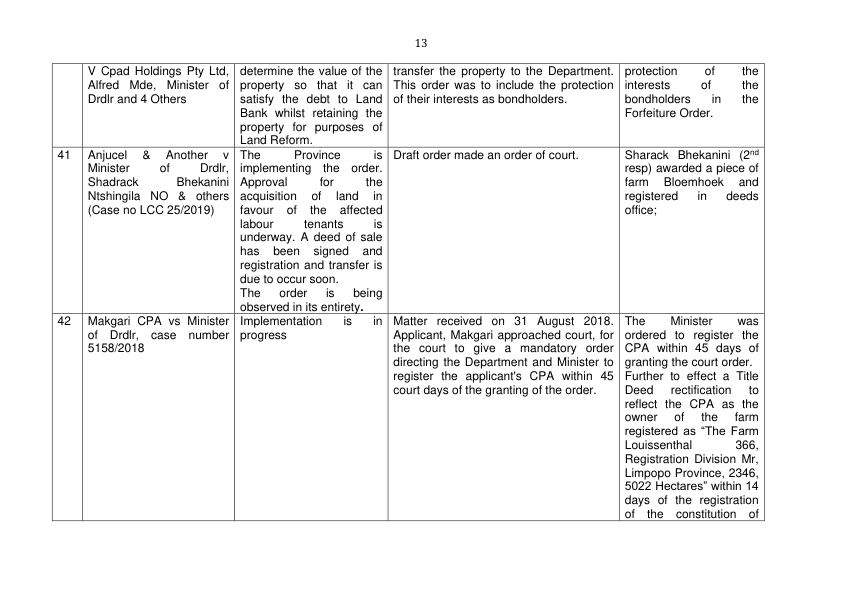 13
V Cpad Holdings Pty Ltd,
Alfred Mde, Minister of
Drdlr and 4 Others
determine the value of the
property so that it can
satisfy the debt to Land
Bank whilst retaining the
property for purposes of
Land Reform.
transfer the property to the Department.
This order was to include the protection
of their interests as bondholders.
protection of the
interests of the
bondholders in the
Forfeiture Order.
41
Anjucel & Another v
Minister of Drdlr,
Shadrack Bhekanini
Ntshingila NO & others
(Case no LCC 25/2019)
The Province is
implementing the order.
Approval for the
acquisition of land in
favour of the affected
labour tenants is
underway. A deed of sale
has been signed and
registration and transfer is
due to occur soon.
The order is being
observed in its entirety.
Draft order made an order of court.
Sharack Bhekanini (2nd
resp) awarded a piece of
farm Bloemhoek and
registered in deeds
office;
42
Makgari CPA vs Minister
of Drdlr, case number
5158/2018
Implementation is in
progress
Matter received on 31 August 2018.
Applicant, Makgari approached court, for
the court to give a mandatory order
directing the Department and Minister to
register the applicant's CPA within 45
court days of the granting of the order.
The Minister was
ordered to register the
CPA within 45 days of
granting the court order.
Further to effect a Title
Deed rectification to
reflect the CPA as the
owner of the farm
registered as “The Farm
Louissenthal 366,
Registration Division Mr,
Limpopo Province, 2346,
5022 Hectares” within 14
days of the registration
of the constitution of